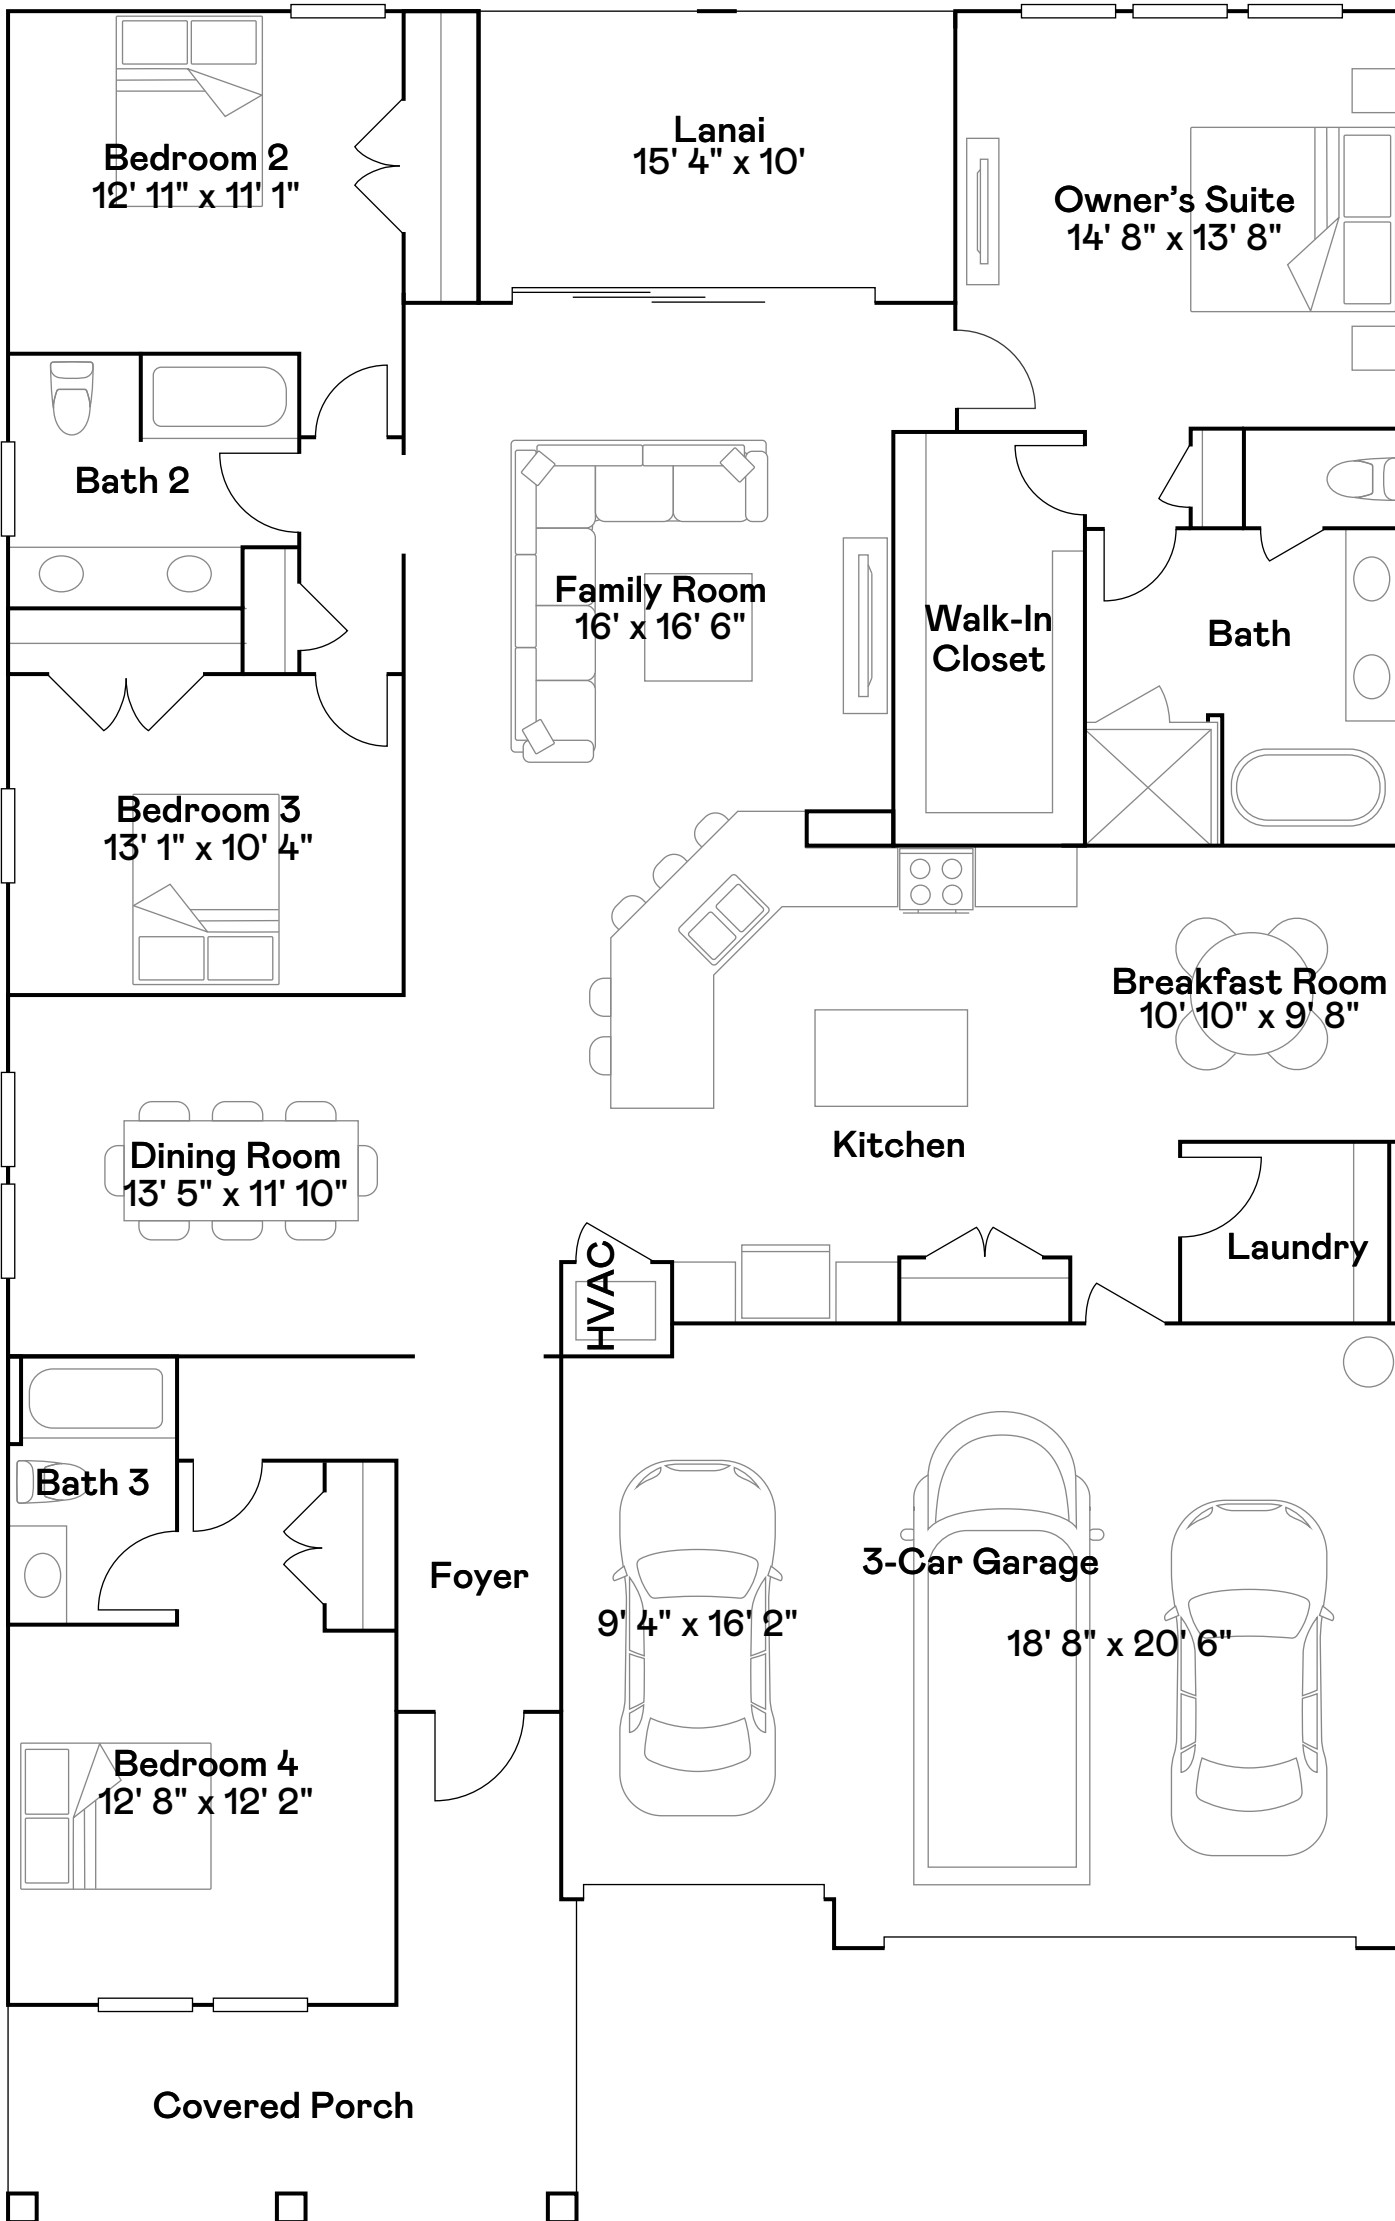 Bedroom 2
12' 11" x 11' 1"
Lanai
15' 4" x 10'
Owner’s Suite
14' 8" x 13' 8"
Bath 2
Family Room
16' x 16' 6"
Walk-In
Closet
Bath
Bedroom 3
13' 1" x 10' 4"
Breakfast Room
10' 10" x 9' 8"
Kitchen
Dining Room
13' 5" x 11' 10"
HVAC
Laundry
Bath 3
Foyer
3-Car Garage
9' 4" x 16' 2"
18' 8" x 20' 6"
Bedroom 4
12' 8" x 12' 2"
Covered Porch